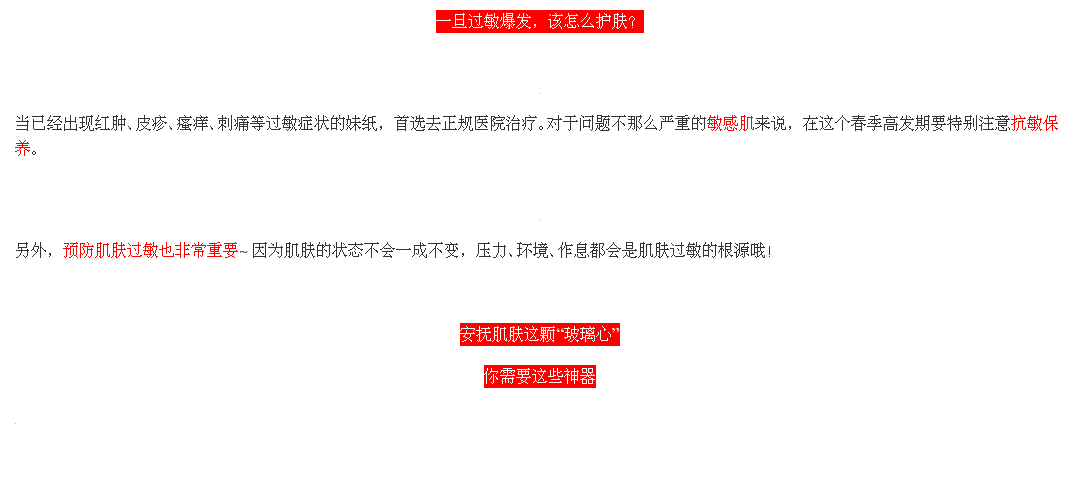 一旦过敏爆发，该怎么护肤？
当已经出现红肿、皮疹、瘙痒、刺痛等过敏症状的妹纸，首选去正规医院治疗。对于问题不那么严重的敏感肌来说，在这个春季高发期要特别注意抗敏保
养。
另外，预防肌肤过敏也非常重要~因为肌肤的状态不会一成不变，压力、环境、作息都会是肌肤过敏的根源哦！
安抚肌肤这颗“玻璃心”
你需要这些神器